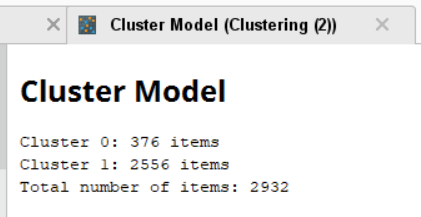 Cluster Model (Clustering (2))
Cluster Model
Cluster 0: 376 items
Cluster 1: 2556 items
Total number of items: 2932